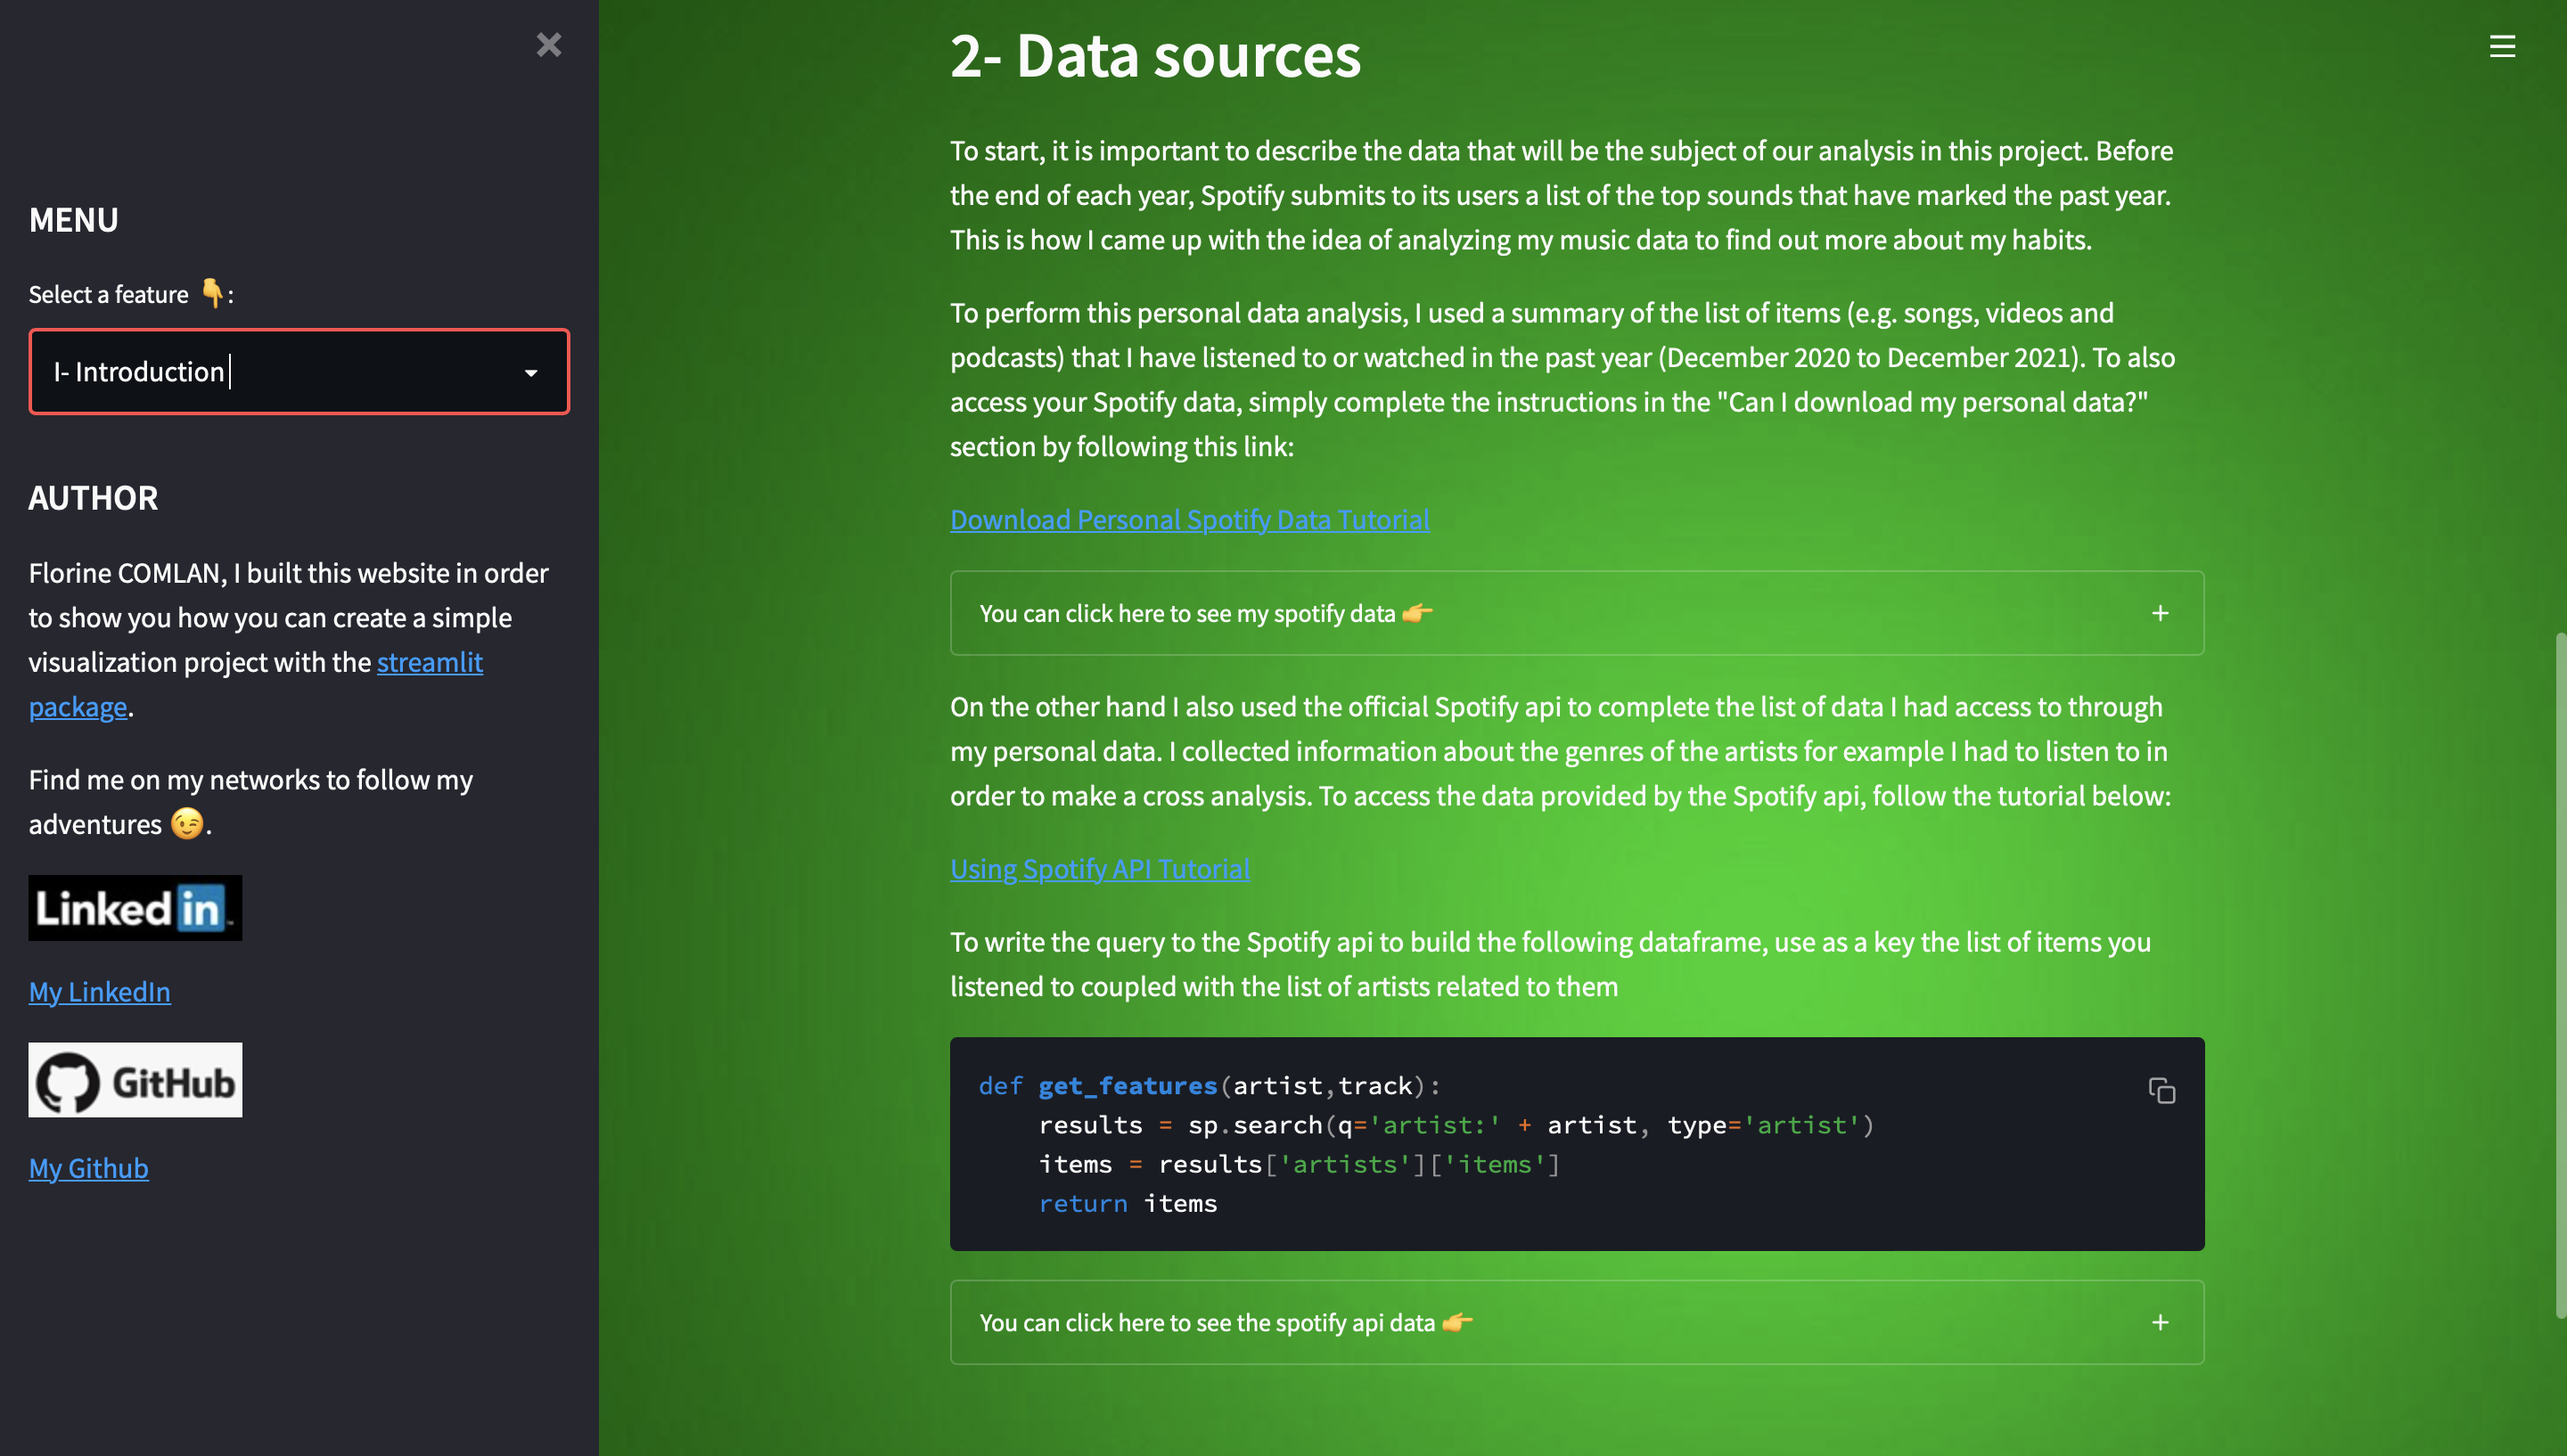 MENU
Select a feature 👇:
I- Introduction
AUTHOR
Florine COMLAN, I built this website in order
to show you how you can create a simple
visualization project with the streamlit
package.
Find me on my networks to follow my
adventures 😉.
Linked in
My LinkedIn
GitHub
My Github
2- Data sources
To start, it is important to describe the data that will be the subject of our analysis in this project. Before
the end of each year, Spotify submits to its users a list of the top sounds that have marked the past year.
This is how I came up with the idea of analyzing my music data to find out more about my habits.
To perform this personal data analysis, I used a summary of the list of items (e.g. songs, videos and
podcasts) that I have listened to or watched in the past year (December 2020 to December 2021). To also
access your Spotify data, simply complete the instructions in the "Can I download my personal data?"
section by following this link:
Download Personal Spotify Data Tutorial
You can click here to see my spotify data 👉
On the other hand I also used the official Spotify api to complete the list of data I had access to through
my personal data. I collected information about the genres of the artists for example I had to listen to in
order to make a cross analysis. To access the data provided by the Spotify api, follow the tutorial below:
Using Spotify API Tutorial
To write the query to the Spotify api to build the following dataframe, use as a key the list of items you
listened to coupled with the list of artists related to them
def get_features(artist,track):
    results = sp.search(q='artist:' + artist, type='artist')
    items = results['artists']['items']
    return items
You can click here to see the spotify api data 👉